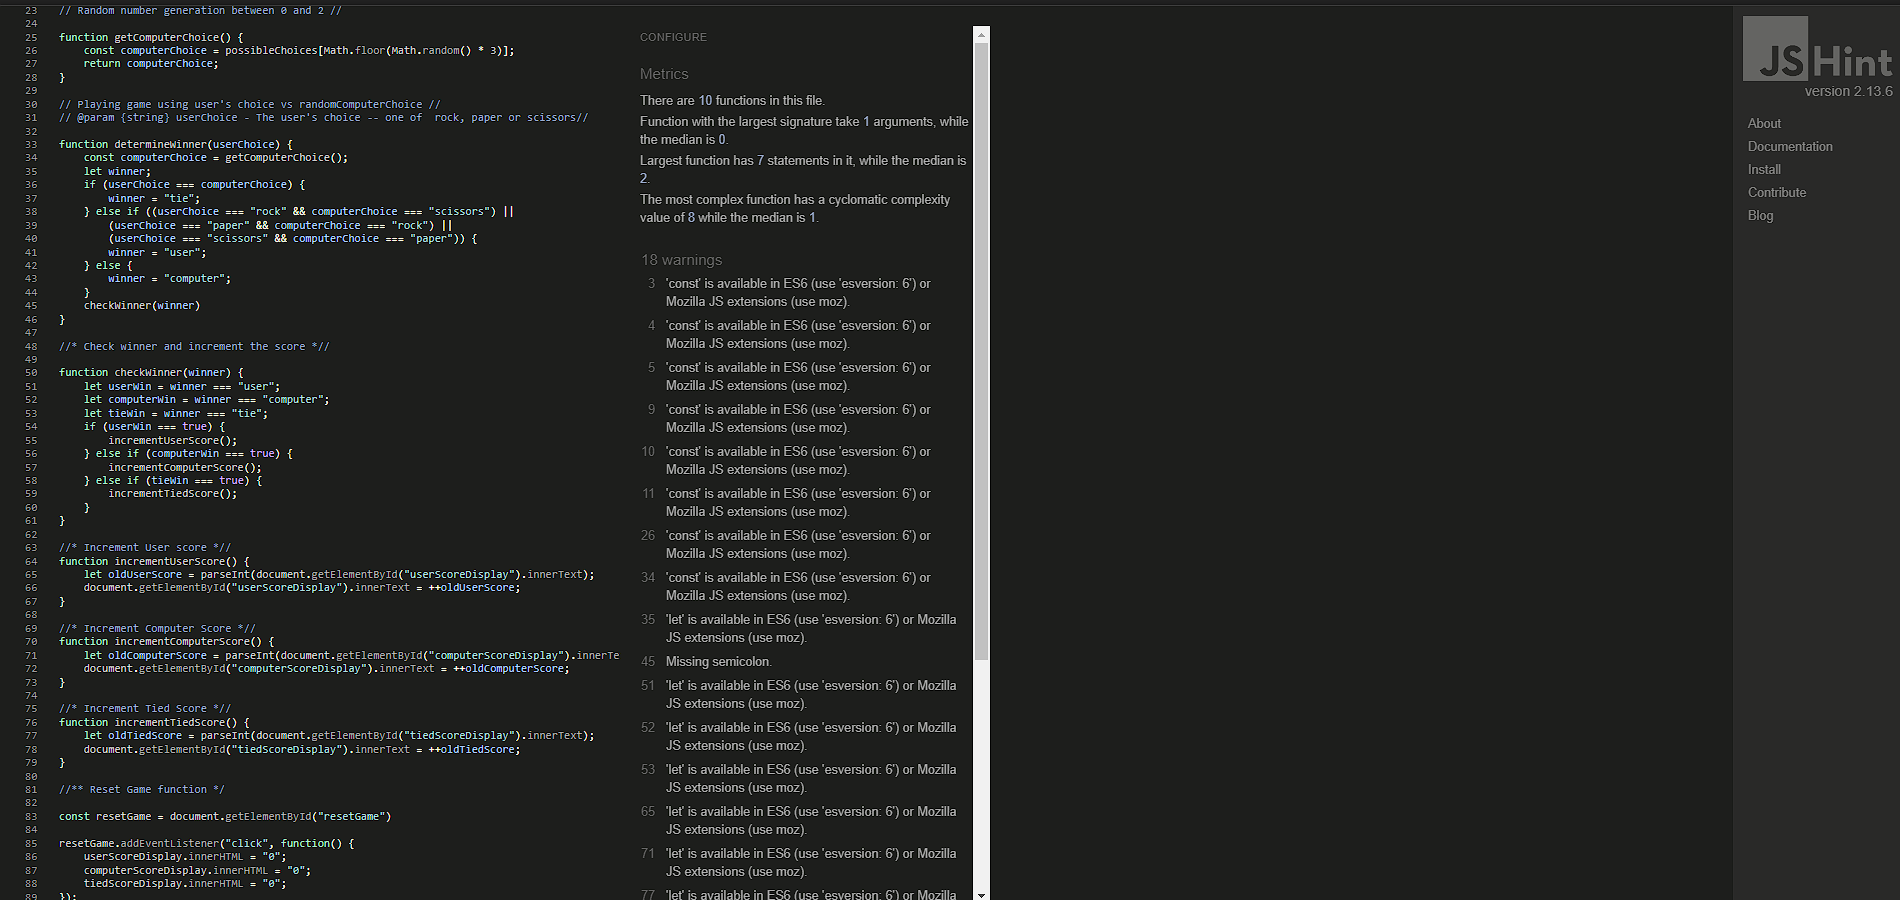 23 // Random number generation between 0 and 2 //
24
25 function getComputerChoice() {
26 const computerChoice = possibleChoices[Math.floor(Math.random() * 3)];
27 return computerChoice;
28 }
29
30 // Playing game using user's choice vs randomComputerChoice //
31 // @param {string} userChoice - The user's choice -- one of  rock, paper or scissors//
32
33 function determineWinner(userChoice) {
34 const computerChoice = getComputerChoice();
35 let winner;
36 if (userChoice === computerChoice) {
37 winner = "tie";
38 } else if ((userChoice === "rock" && computerChoice === "scissors") ||
39 (userChoice === "paper" && computerChoice === "rock") ||
40 (userChoice === "scissors" && computerChoice === "paper")) {
41 winner = "user";
42 } else {
43 winner = "computer";
44 }
45 checkWinner(winner)
46 }
47
48 //* Check winner and increment the score *//
49
50 function checkWinner(winner) {
51 let userWin = winner === "user";
52 let computerWin = winner === "computer";
53 let tieWin = winner === "tie";
54 if (userWin === true) {
55 incrementUserScore();
56 } else if (computerWin === true) {
57 incrementComputerScore();
58 } else if (tieWin === true) {
59 incrementTiedScore();
60 }
61 }
62
63 //* Increment User score *//
64 function incrementUserScore() {
65 let oldUserScore = parseInt(document.getElementById("userScoreDisplay").innerText);
66 document.getElementById("userScoreDisplay").innerText = ++oldUserScore;
67 }
68
69 //* Increment Computer Score *//
70 function incrementComputerScore() {
71 let oldComputerScore = parseInt(document.getElementById("computerScoreDisplay").innerTe
72 document.getElementById("computerScoreDisplay").innerText = ++oldComputerScore;
73 }
74
75 //* Increment Tied Score *//
76 function incrementTiedScore() {
77 let oldTiedScore = parseInt(document.getElementById("tiedScoreDisplay").innerText);
78 document.getElementById("tiedScoreDisplay").innerText = ++oldTiedScore;
79 }
80
81 //** Reset Game function */
82
83 const resetGame = document.getElementById("resetGame")
84
85 resetGame.addEventListener("click", function() {
86 userScoreDisplay.innerHTML = "0";
87 computerScoreDisplay.innerHTML = "0";
88 tiedScoreDisplay.innerHTML = "0";
89 });
CONFIGURE
Metrics
There are 10 functions in this file.
Function with the largest signature take 1 arguments, while
the median is 0.
Largest function has 7 statements in it, while the median is
2.
The most complex function has a cyclomatic complexity
value of 8 while the median is 1.
18 warnings
3 'const' is available in ES6 (use 'esversion: 6') or
Mozilla JS extensions (use moz).
4 'const' is available in ES6 (use 'esversion: 6') or
Mozilla JS extensions (use moz).
5 'const' is available in ES6 (use 'esversion: 6') or
Mozilla JS extensions (use moz).
9 'const' is available in ES6 (use 'esversion: 6') or
Mozilla JS extensions (use moz).
10 'const' is available in ES6 (use 'esversion: 6') or
Mozilla JS extensions (use moz).
11 'const' is available in ES6 (use 'esversion: 6') or
Mozilla JS extensions (use moz).
26 'const' is available in ES6 (use 'esversion: 6') or
Mozilla JS extensions (use moz).
34 'const' is available in ES6 (use 'esversion: 6') or
Mozilla JS extensions (use moz).
35 'let' is available in ES6 (use 'esversion: 6') or Mozilla
JS extensions (use moz).
45 Missing semicolon.
51 'let' is available in ES6 (use 'esversion: 6') or Mozilla
JS extensions (use moz).
52 'let' is available in ES6 (use 'esversion: 6') or Mozilla
JS extensions (use moz).
53 'let' is available in ES6 (use 'esversion: 6') or Mozilla
JS extensions (use moz).
65 'let' is available in ES6 (use 'esversion: 6') or Mozilla
JS extensions (use moz).
71 'let' is available in ES6 (use 'esversion: 6') or Mozilla
JS extensions (use moz).
77 'let' is available in ES6 (use 'esversion: 6') or Mozilla
JSHint
version 2.13.6
About
Documentation
Install
Contribute
Blog